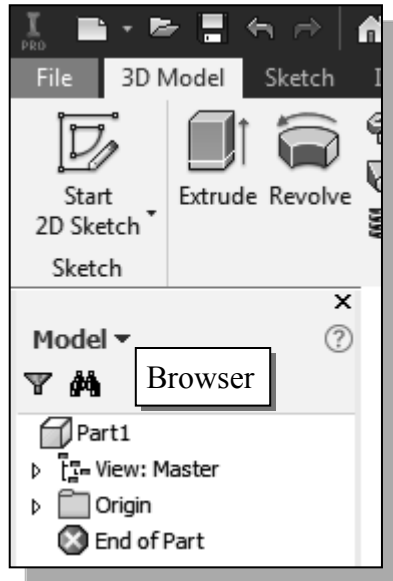 I
PRO
File 3D Model Sketch I
Start
2D Sketch
Extrude Revolve
Sketch
Model
Browser
Part1
View: Master
Origin
End of Part